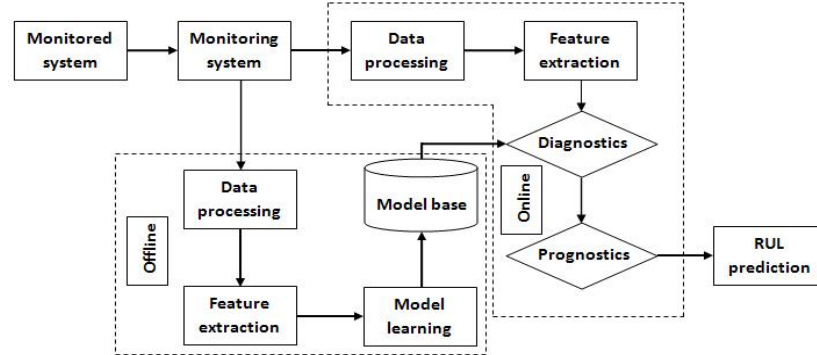 Monitored
system
Monitoring
system
Data
processing
Feature
extraction
Diagnostics
Online
Prognostics
RUL
prediction
Data
processing
Offline
Feature
extraction
Model
learning
Model base